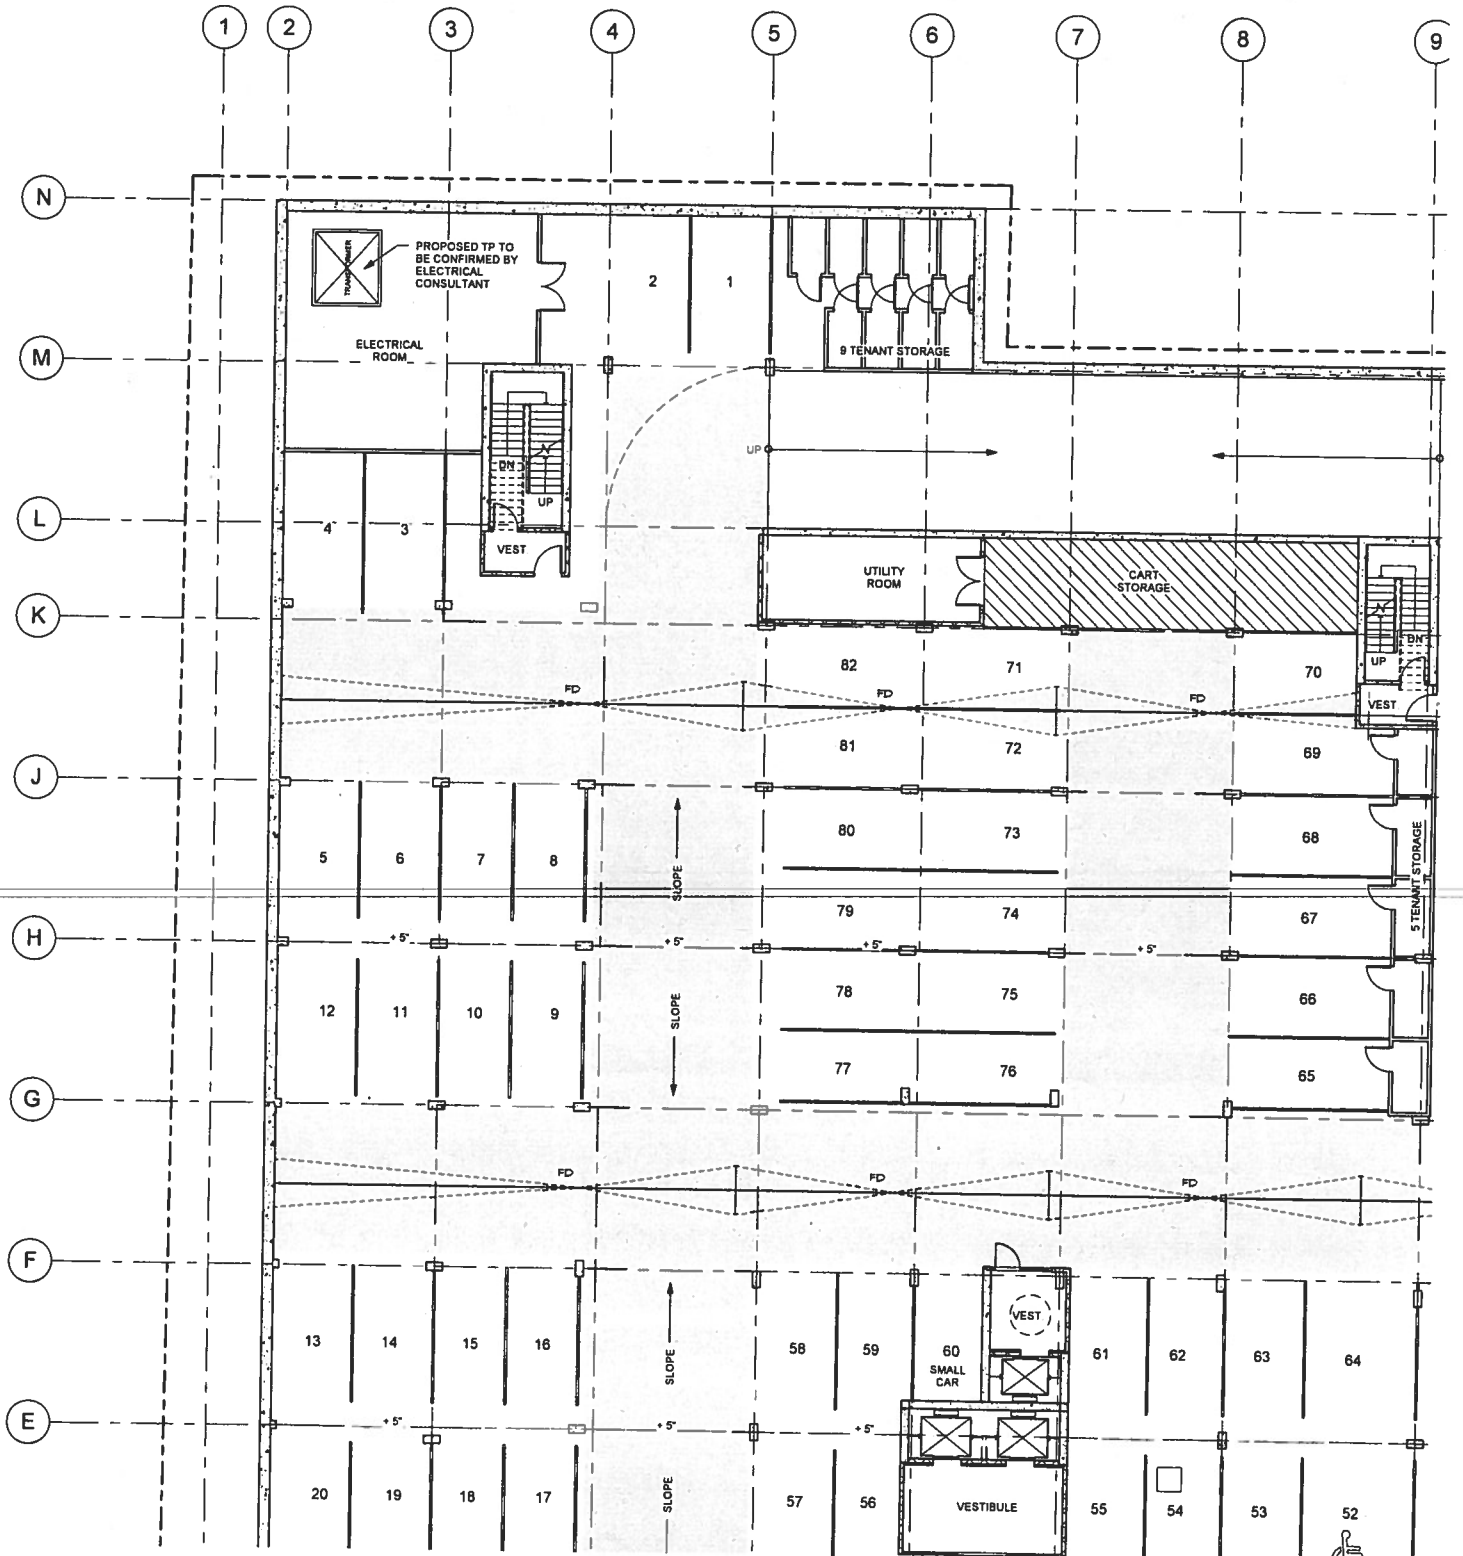 1 2 3 4 5 6 7 8 9
N
TRANSFORMER
PROPOSED TP TO
BE CONFIRMED BY
ELECTRICAL
CONSULTANT
2 1
M
ELECTRICAL
ROOM
9 TENANT STORAGE
UP
DN
UP
L
4 3
VEST
UTILITY
ROOM
CART
STORAGE
K
UP
DN
82 71 70
VEST
FD FD FD
81 72 69
J
5 6 7 8
SLOPE
80 73 68
5 TENANT STORAGE
79 74 67
H
+ 5" + 5" + 5" + 5"
12 11 10 9
SLOPE
78 75 66
77 76 65
G
FD FD FD
F
13 14 15 16
SLOPE
58 59 60
SMALL
CAR
VEST
61 62 63 64
E
+ 5" + 5" + 5"
20 19 18 17
SLOPE
57 56
VESTIBULE
55 54 53 52